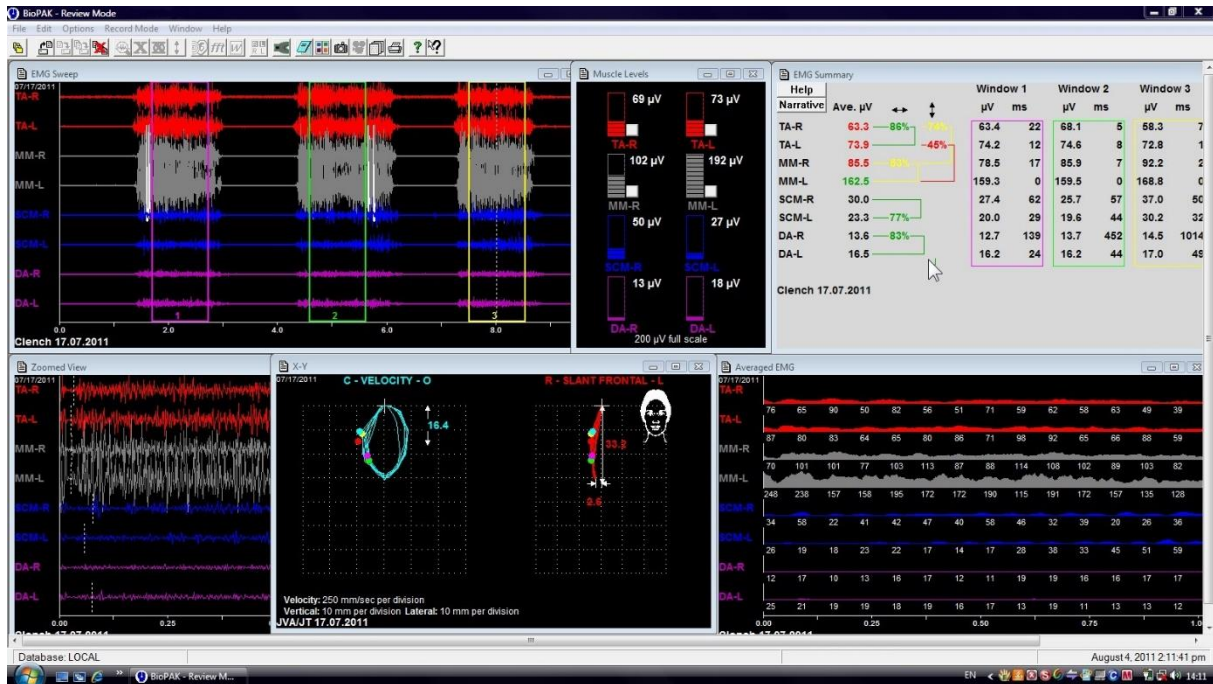 BioPAK - Review Mode
File Edit Options Record Mode Window Help
EMG Sweep
07/17/2011
TA-R
TA-L
MM-R
MM-L
SCM-R
SCM-L
DA-R
DA-L
1 2 3
0.0 2.0 4.0 6.0 8.0
Clench 17.07.2011
Muscle Levels
69 µV 73 µV
TA-R TA-L
102 µV 192 µV
MM-R MM-L
50 µV 27 µV
SCM-R SCM-L
13 µV 18 µV
DA-R DA-L
200 µV full scale
EMG Summary
Help
Narrative Ave. µV
Window 1 Window 2 Window 3
µV ms µV ms µV ms
TA-R 63.3 86% 63.4 22 68.1 5 58.3 7
TA-L 73.9 -45% 74.2 12 74.6 8 72.8 1
MM-R 85.5 78.5 17 85.9 7 92.2 2
MM-L 162.5 159.3 0 159.5 0 168.8 0
SCM-R 30.0 27.4 62 25.7 57 37.0 50
SCM-L 23.3 77% 20.0 29 19.6 44 30.2 32
DA-R 13.6 83% 12.7 139 13.7 452 14.5 1014
DA-L 16.5 16.2 24 16.2 44 17.0 49
Clench 17.07.2011
Zoomed View
07/17/2011
TA-R
TA-L
MM-R
MM-L
SCM-R
SCM-L
DA-R
DA-L
0.00 0.25
Clench 17.07.2011
X-Y
07/17/2011
C - VELOCITY - O R - SLANT FRONTAL - L
16.4
33.2
Velocity: 250 mm/sec per division
Vertical: 10 mm per division Lateral: 10 mm per division
JVA/JT 17.07.2011
Averaged EMG
07/17/2011
TA-R
76 65 90 50 82 56 51 71 59 62 58 63 49 39
TA-L
87 80 83 64 65 80 86 71 98 92 65 66 88 59
MM-R
70 101 101 77 103 113 87 88 114 108 102 89 103 82
MM-L
248 238 157 158 195 172 172 190 115 191 172 157 135 128
SCM-R
34 58 22 41 42 47 40 58 46 32 39 20 26 36
SCM-L
26 19 18 23 22 17 14 17 28 38 33 45 51 59
DA-R
12 17 10 13 16 12 11 19 19 16 16 17 17
DA-L
25 21 19 19 18 19 16 17 13 19 11 13 13 12
0.00 0.25 0.50 0.75 1.0
Clench 17.07.2011
Database: LOCAL
August 4, 2011 2:11:41 pm
BioPAK - Review M...
EN
14:11